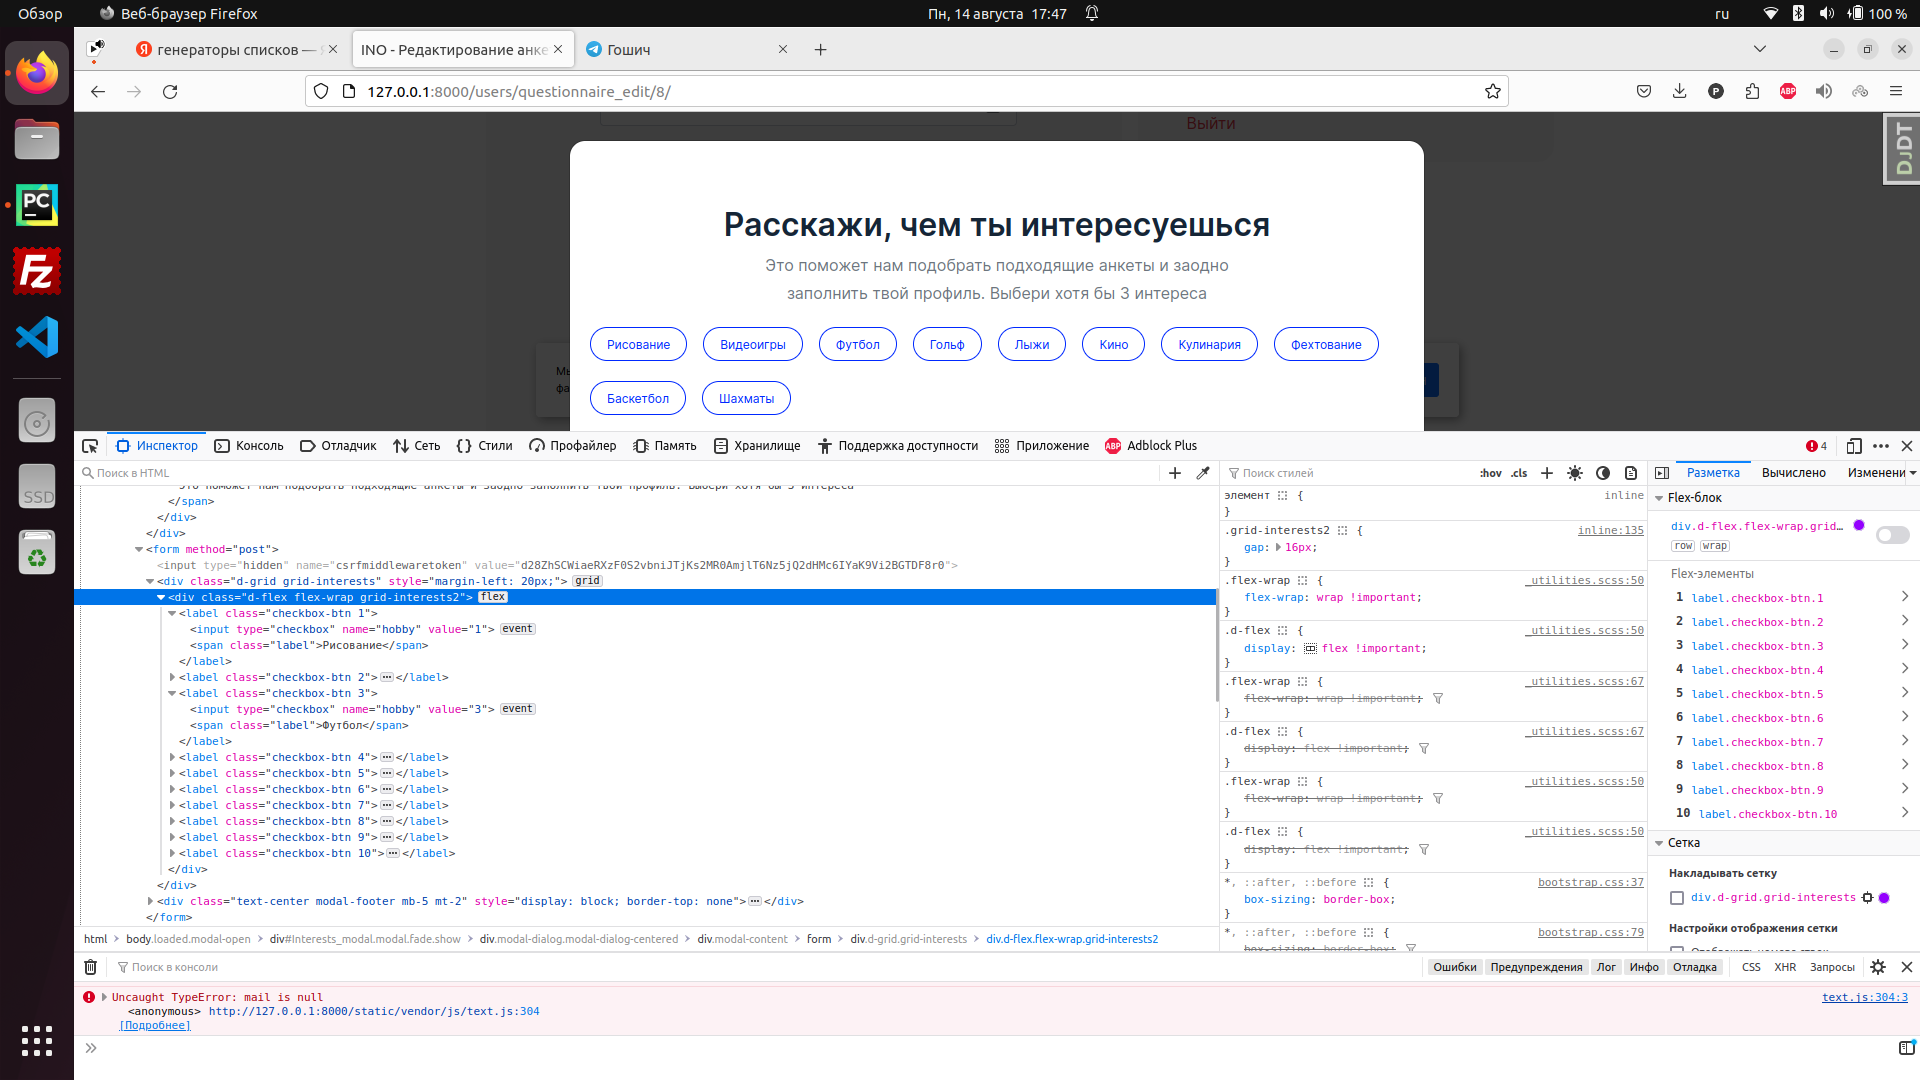 Обзор
Веб-браузер Firefox
Пн, 14 августа 17:47
ru
100 %
генераторы списков —
INO - Редактирование анке
Гошич
127.0.0.1:8000/users/questionnaire_edit/8/
P
ABP
Выйти
DJDT
PC
FZ
SSD
Расскажи, чем ты интересуешься
Это поможет нам подобрать подходящие анкеты и заодно
заполнить твой профиль. Выбери хотя бы 3 интереса
Рисование
Видеоигры
Футбол
Гольф
Лыжи
Кино
Кулинария
Фехтование
Баскетбол
Шахматы
Инспектор
Консоль
Отладчик
Сеть
Стили
Профайлер
Память
Хранилище
Поддержка доступности
Приложение
Adblock Plus
4
Поиск в HTML
Это поможет нам подобрать подходящие анкеты и заодно заполнить твой профиль. Выбери хотя бы 3 интереса
</span>
</div>
</div>
<form method="post">
<input type="hidden" name="csrfmiddlewaretoken" value="d28ZhSCWiaeRXzF0S2vbniJTjKs2MR0AmjlT6Nz5jQ2dHMc6IYaK9Vi2BGTDF8r0">
<div class="d-grid grid-interests" style="margin-left: 20px;"> grid
<div class="d-flex flex-wrap grid-interests2"> flex
<label class="checkbox-btn 1">
<input type="checkbox" name="hobby" value="1"> event
<span class="label">Рисование</span>
</label>
<label class="checkbox-btn 2"> ••• </label>
<label class="checkbox-btn 3">
<input type="checkbox" name="hobby" value="3"> event
<span class="label">Футбол</span>
</label>
<label class="checkbox-btn 4"> ••• </label>
<label class="checkbox-btn 5"> ••• </label>
<label class="checkbox-btn 6"> ••• </label>
<label class="checkbox-btn 7"> ••• </label>
<label class="checkbox-btn 8"> ••• </label>
<label class="checkbox-btn 9"> ••• </label>
<label class="checkbox-btn 10"> ••• </label>
</div>
</div>
<div class="text-center modal-footer mb-5 mt-2" style="display: block; border-top: none"> ••• </div>
</form>
html > body.loaded.modal-open > div#Interests_modal.modal.fade.show > div.modal-dialog.modal-dialog-centered > div.modal-content > form > div.d-grid.grid-interests > div.d-flex.flex-wrap.grid-interests2
Поиск стилей
:hov .cls
элемент { inline
}
.grid-interests2 { inline:135
gap: 16px;
}
.flex-wrap { _utilities.scss:50
flex-wrap: wrap !important;
}
.d-flex { _utilities.scss:50
display: flex !important;
}
.flex-wrap { _utilities.scss:67
flex-wrap: wrap !important;
}
.d-flex { _utilities.scss:67
display: flex !important;
}
.flex-wrap { _utilities.scss:50
flex-wrap: wrap !important;
}
.d-flex { _utilities.scss:50
display: flex !important;
}
*, ::after, ::before { bootstrap.css:37
box-sizing: border-box;
}
*, ::after, ::before { bootstrap.css:79
box-sizing: border-box;
Разметка
Вычислено
Изменени
Flex-блок
div.d-flex.flex-wrap.grid…
row wrap
Flex-элементы
1 label.checkbox-btn.1
2 label.checkbox-btn.2
3 label.checkbox-btn.3
4 label.checkbox-btn.4
5 label.checkbox-btn.5
6 label.checkbox-btn.6
7 label.checkbox-btn.7
8 label.checkbox-btn.8
9 label.checkbox-btn.9
10 label.checkbox-btn.10
Сетка
Накладывать сетку
div.d-grid.grid-interests
Настройки отображения сетки
Поиск в консоли
Ошибки
Предупреждения
Лог
Инфо
Отладка
CSS
XHR
Запросы
Uncaught TypeError: mail is null
text.js:304:3
<anonymous> http://127.0.0.1:8000/static/vendor/js/text.js:304
[Подробнее]